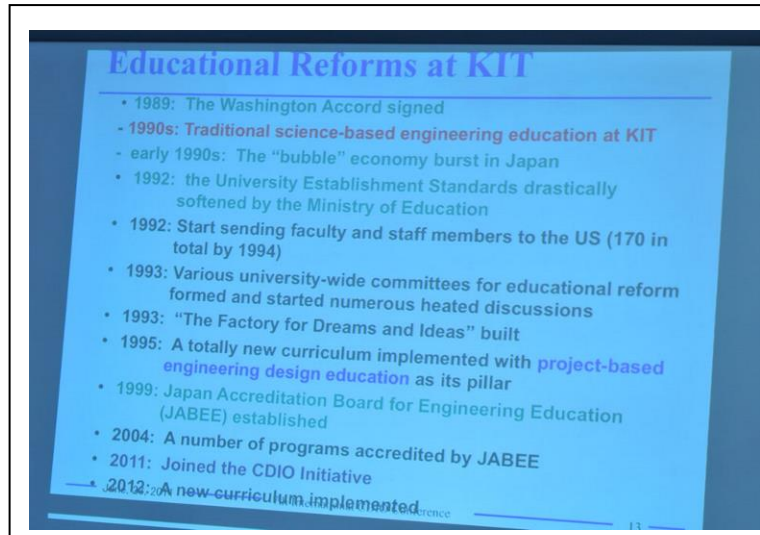 Educational Reforms at KIT
• 1989: The Washington Accord signed
- 1990s: Traditional science-based engineering education at KIT
- early 1990s: The "bubble" economy burst in Japan
• 1992: the University Establishment Standards drastically
softened by the Ministry of Education
• 1992: Start sending faculty and staff members to the US (170 in
total by 1994)
• 1993: Various university-wide committees for educational reform
formed and started numerous heated discussions
• 1993: "The Factory for Dreams and Ideas" built
• 1995: A totally new curriculum implemented with project-based
engineering design education as its pillar
• 1999: Japan Accreditation Board for Engineering Education
(JABEE) established
• 2004: A number of programs accredited by JABEE
• 2011: Joined the CDIO Initiative
• 2012: A new curriculum implemented
13